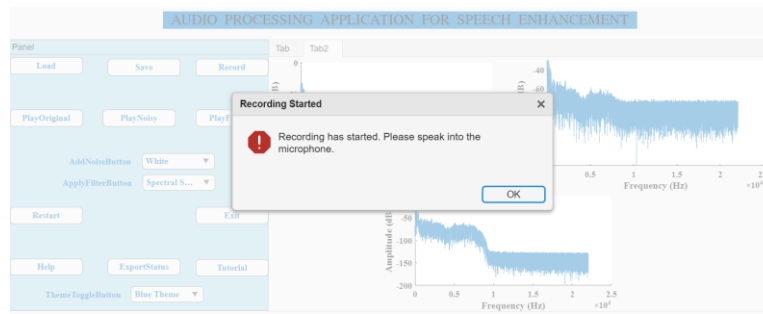 AUDIO PROCESSING APPLICATION FOR SPEECH ENHANCEMENT
Panel
Tab Tab2
Load Save Record
PlayOriginal PlayNoisy
AddNoiseButton White
ApplyFilterButton Spectral S...
Restart Exit
Help ExportStatus Tutorial
ThemeToggleButton Blue Theme
0
-40
-60
Recording Started
Recording has started. Please speak into the
microphone.
OK
0.5 1 1.5 2
Frequency (Hz) ×10⁴
Amplitude (dB
-50
-100
-150
-200
0 0.5 1 1.5 2 2.5
Frequency (Hz) ×10⁴